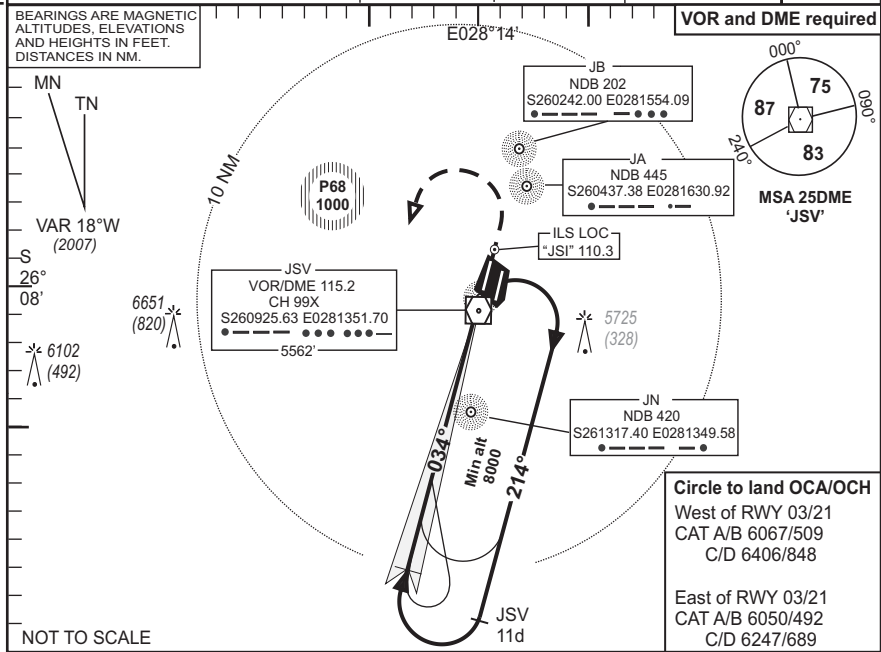 BEARINGS ARE MAGNETIC
ALTITUDES, ELEVATIONS
AND HEIGHTS IN FEET.
DISTANCES IN NM.
VOR and DME required
E028°14'
MN
TN
VAR 18°W
(2007)
10 NM
P68
1000
JB
NDB 202
S260242.00 E0281554.09
JA
NDB 445
S260437.38 E0281630.92
000°
75
090°
87
83
240°
MSA 25DME
'JSV'
ILS LOC
"JSI" 110.3
S
26°
08'
JSV
VOR/DME 115.2
CH 99X
S260925.63 E0281351.70
5562'
6651
(820)
6102
(492)
5725
(328)
JN
NDB 420
S261317.40 E0281349.58
034°
Min alt
8000
214°
JSV
11d
Circle to land OCA/OCH
West of RWY 03/21
CAT A/B 6067/509
C/D 6406/848
East of RWY 03/21
CAT A/B 6050/492
C/D 6247/689
NOT TO SCALE